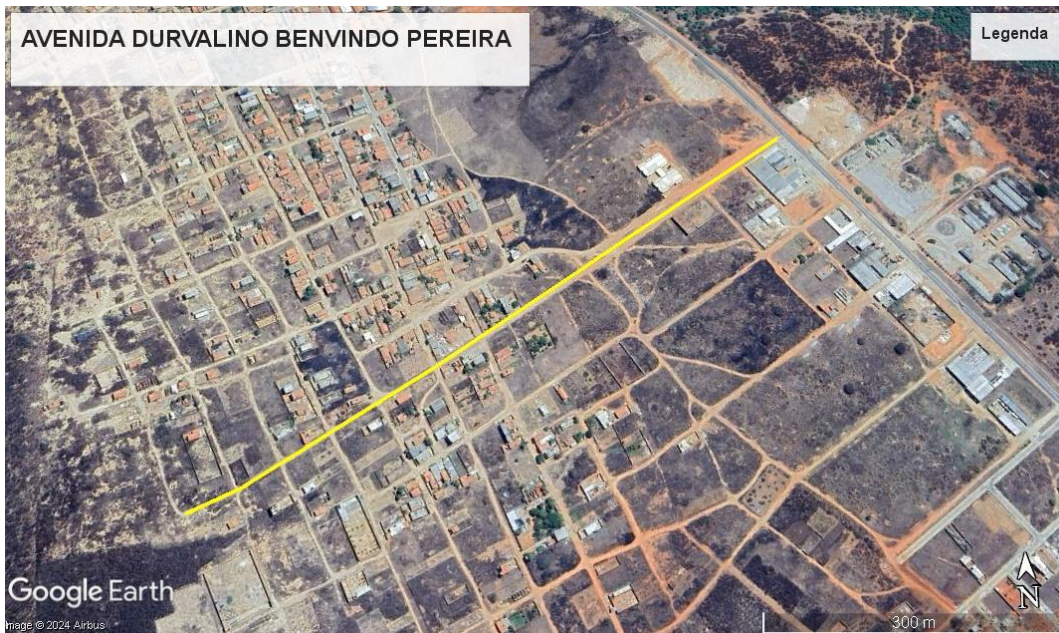 AVENIDA DURVALINO BENVINDO PEREIRA
Legenda
Google Earth
Image © 2024 Airbus
N
300 m